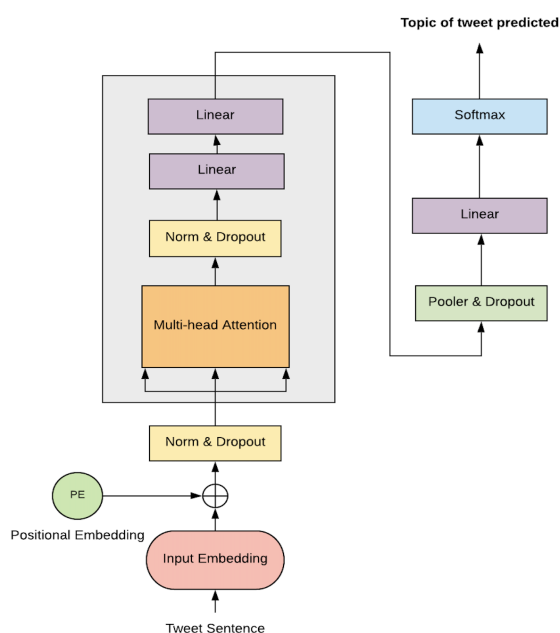 Topic of tweet predicted
Linear
Softmax
Linear
Linear
Norm & Dropout
Pooler & Dropout
Multi-head Attention
Norm & Dropout
PE
Positional Embedding
Input Embedding
Tweet Sentence